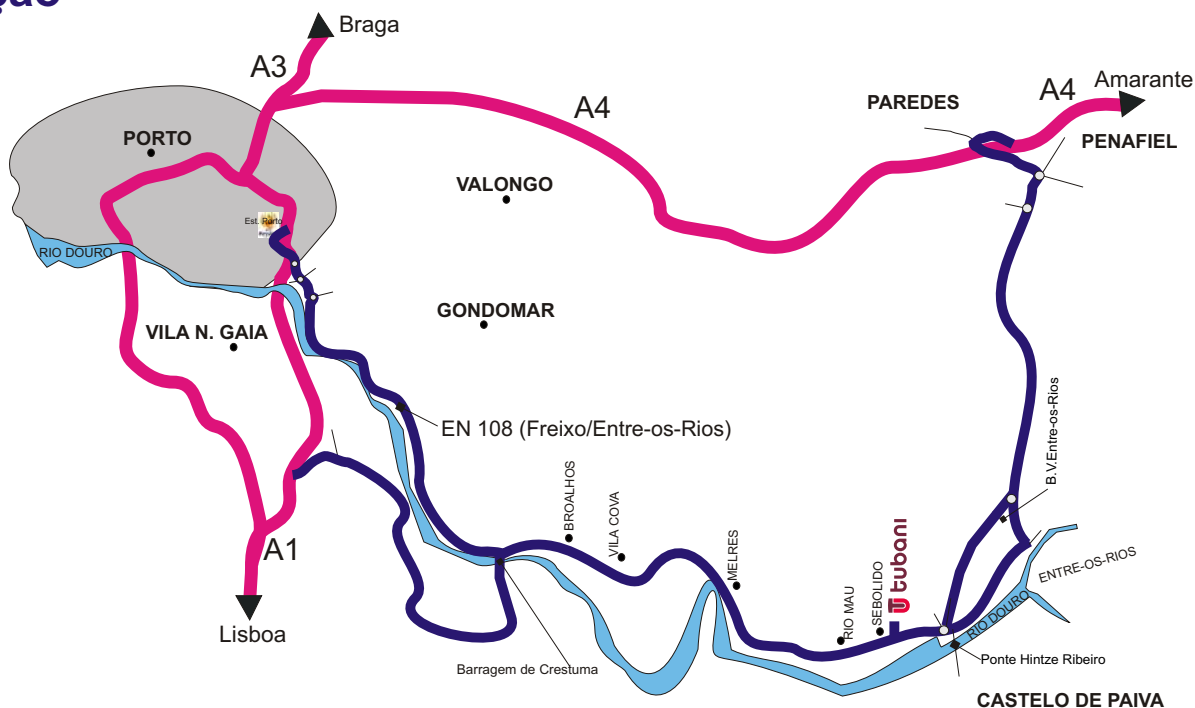 Braga
A3
A4
A4
Amarante
PAREDES
PENAFIEL
PORTO
VALONGO
Est. Porto
RIO DOURO
GONDOMAR
VILA N. GAIA
EN 108 (Freixo/Entre-os-Rios)
B.V.Entre-os-Rios
BROALHOS
VILA COVA
MELRES
RIO MAU
SEBOLIDO
tubani
A1
Lisboa
ENTRE-OS-RIOS
RIO DOURO
Barragem de Crestuma
Ponte Hintze Ribeiro
CASTELO DE PAIVA